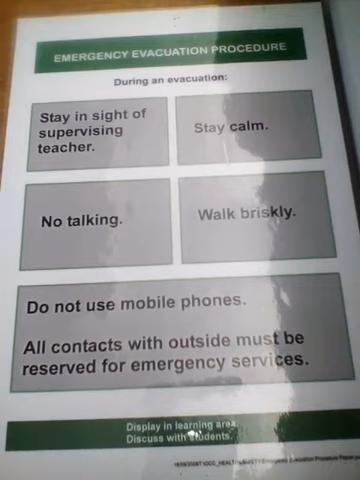 EMERGENCY EVACUATION PROCEDURE
During an evacuation:
Stay in sight of
supervising
teacher.
Stay calm.
No talking.
Walk briskly.
Do not use mobile phones.
All contacts with outside must be
reserved for emergency services.
Display in learning area.
Discuss with students.